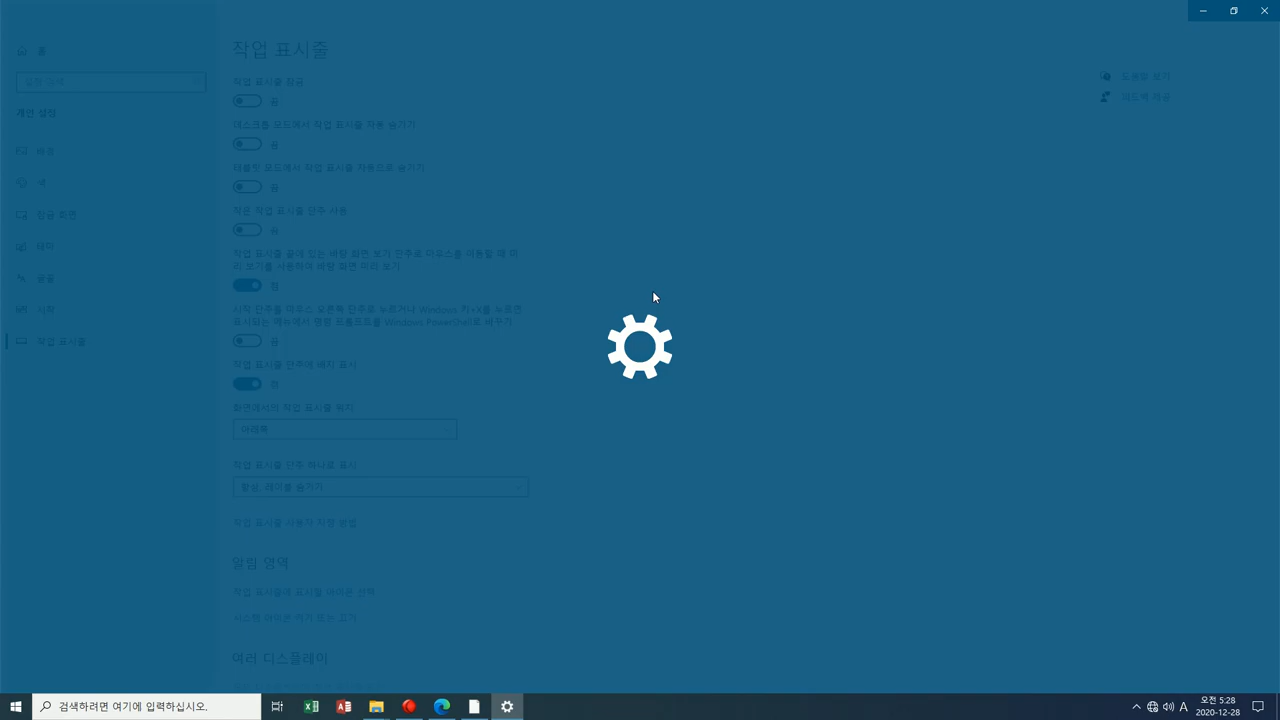 홈
설정 검색
개인 설정
배경
색
잠금 화면
테마
글꼴
시작
작업 표시줄
작업 표시줄
작업 표시줄 잠금
끔
데스크톱 모드에서 작업 표시줄 자동 숨기기
끔
태블릿 모드에서 작업 표시줄 자동으로 숨기기
끔
작은 작업 표시줄 단추 사용
끔
작업 표시줄 끝에 있는 바탕 화면 보기 단추로 마우스를 이동할 때 미
리 보기를 사용하여 바탕 화면 미리 보기
켬
시작 단추를 마우스 오른쪽 단추로 누르거나 Windows 키+X를 누르면
표시되는 메뉴에서 명령 프롬프트를 Windows PowerShell로 바꾸기
끔
작업 표시줄 단추에 배지 표시
켬
화면에서의 작업 표시줄 위치
아래쪽
작업 표시줄 단추 하나로 표시
항상, 레이블 숨기기
작업 표시줄 사용자 지정 방법
알림 영역
작업 표시줄에 표시할 아이콘 선택
시스템 아이콘 켜기 또는 끄기
여러 디스플레이
도움말 보기
피드백 제공
검색하려면 여기에 입력하십시오.
A
오전 5:28
2020-12-28